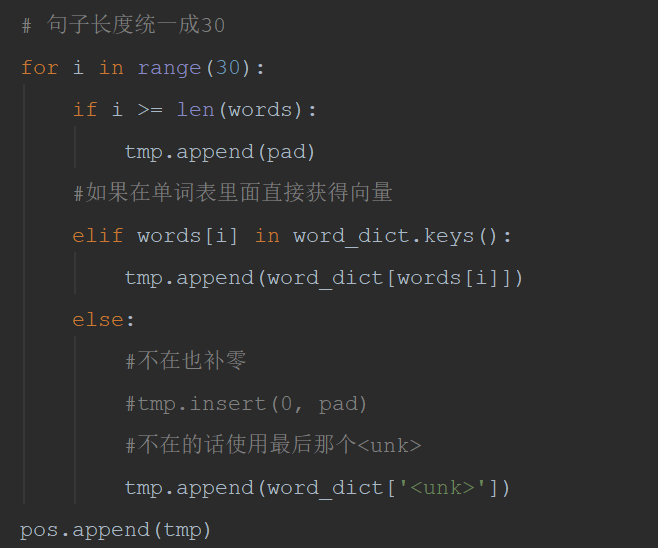 # 句子长度统一成30
for i in range(30):
    if i >= len(words):
        tmp.append(pad)
    #如果在单词表里面直接获得向量
    elif words[i] in word_dict.keys():
        tmp.append(word_dict[words[i]])
    else:
        #不在也补零
        #tmp.insert(0, pad)
        #不在的话使用最后那个<unk>
        tmp.append(word_dict['<unk>'])
pos.append(tmp)